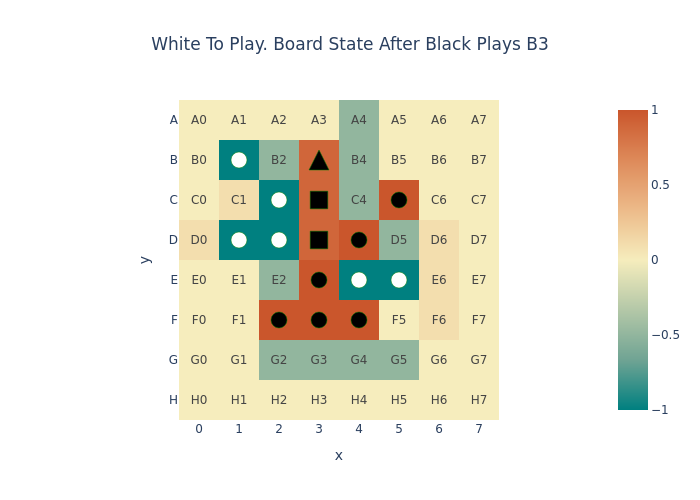 White To Play. Board State After Black Plays B3
A A0 A1 A2 A3 A4 A5 A6 A7
B B0 B2 B4 B5 B6 B7
C C0 C1 C4 C6 C7
D D0 D5 D6 D7
E E0 E1 E2 E6 E7
F F0 F1 F5 F6 F7
G G0 G1 G2 G3 G4 G5 G6 G7
H H0 H1 H2 H3 H4 H5 H6 H7
0 1 2 3 4 5 6 7
x
y
1
0.5
0
−0.5
−1